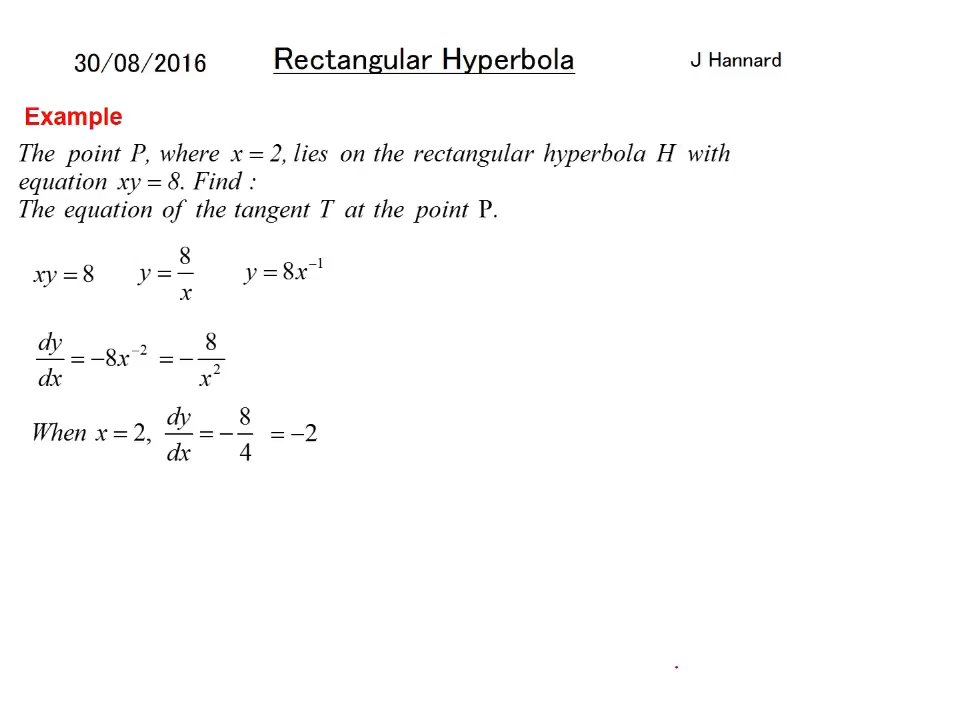 30/08/2016 Rectangular Hyperbola J Hannard
Example
The point P, where x = 2, lies on the rectangular hyperbola H with
equation xy = 8. Find :
The equation of the tangent T at the point P.
xy = 8 y = 8/x y = 8x⁻¹
dy/dx = −8x⁻² = − 8/x²
When x = 2, dy/dx = − 8/4 = −2